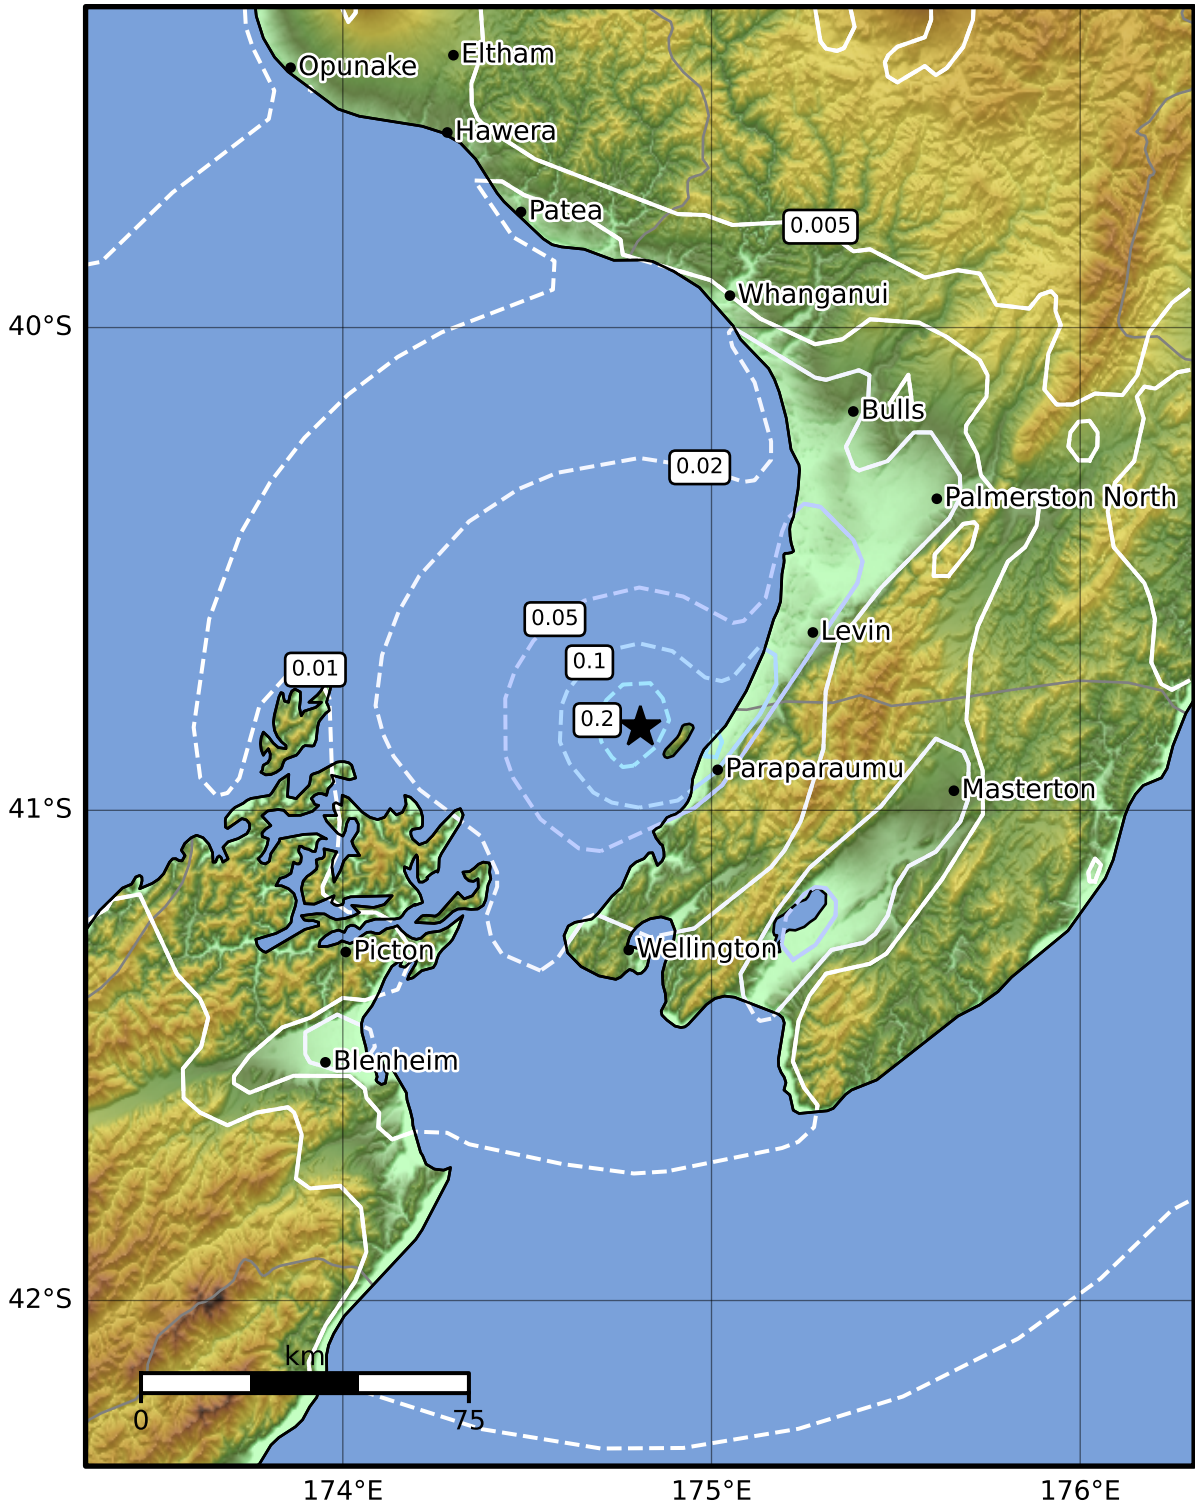 Eltham
Opunake
Hawera
Patea
0.005
Whanganui
40°S
Bulls
0.02
Palmerston North
0.05
Levin
0.1
0.01
0.2
Paraparaumu
Masterton
41°S
Wellington
Picton
Blenheim
42°S
km
0 75
174°E 175°E 176°E